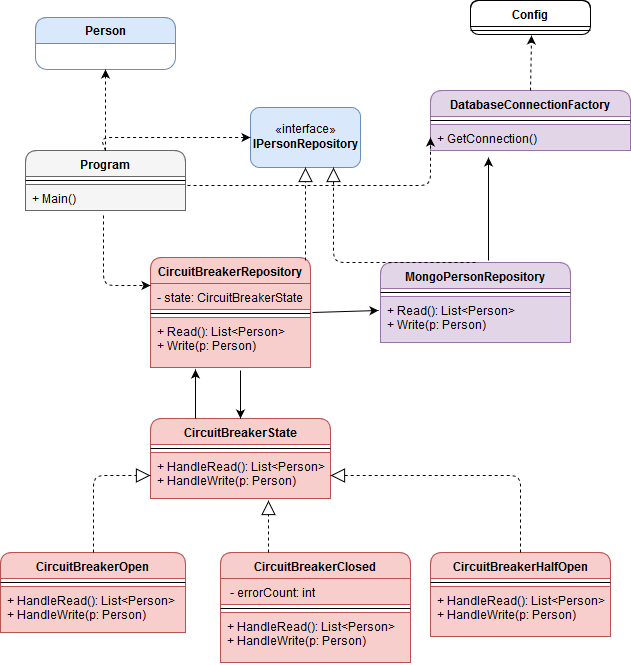 Person
Config
DatabaseConnectionFactory
+ GetConnection()
«interface»
IPersonRepository
Program
+ Main()
CircuitBreakerRepository
- state: CircuitBreakerState
+ Read(): List<Person>
+ Write(p: Person)
MongoPersonRepository
+ Read(): List<Person>
+ Write(p: Person)
CircuitBreakerState
+ HandleRead(): List<Person>
+ HandleWrite(p: Person)
CircuitBreakerOpen
+ HandleRead(): List<Person>
+ HandleWrite(p: Person)
CircuitBreakerClosed
- errorCount: int
+ HandleRead(): List<Person>
+ HandleWrite(p: Person)
CircuitBreakerHalfOpen
+ HandleRead(): List<Person>
+ HandleWrite(p: Person)